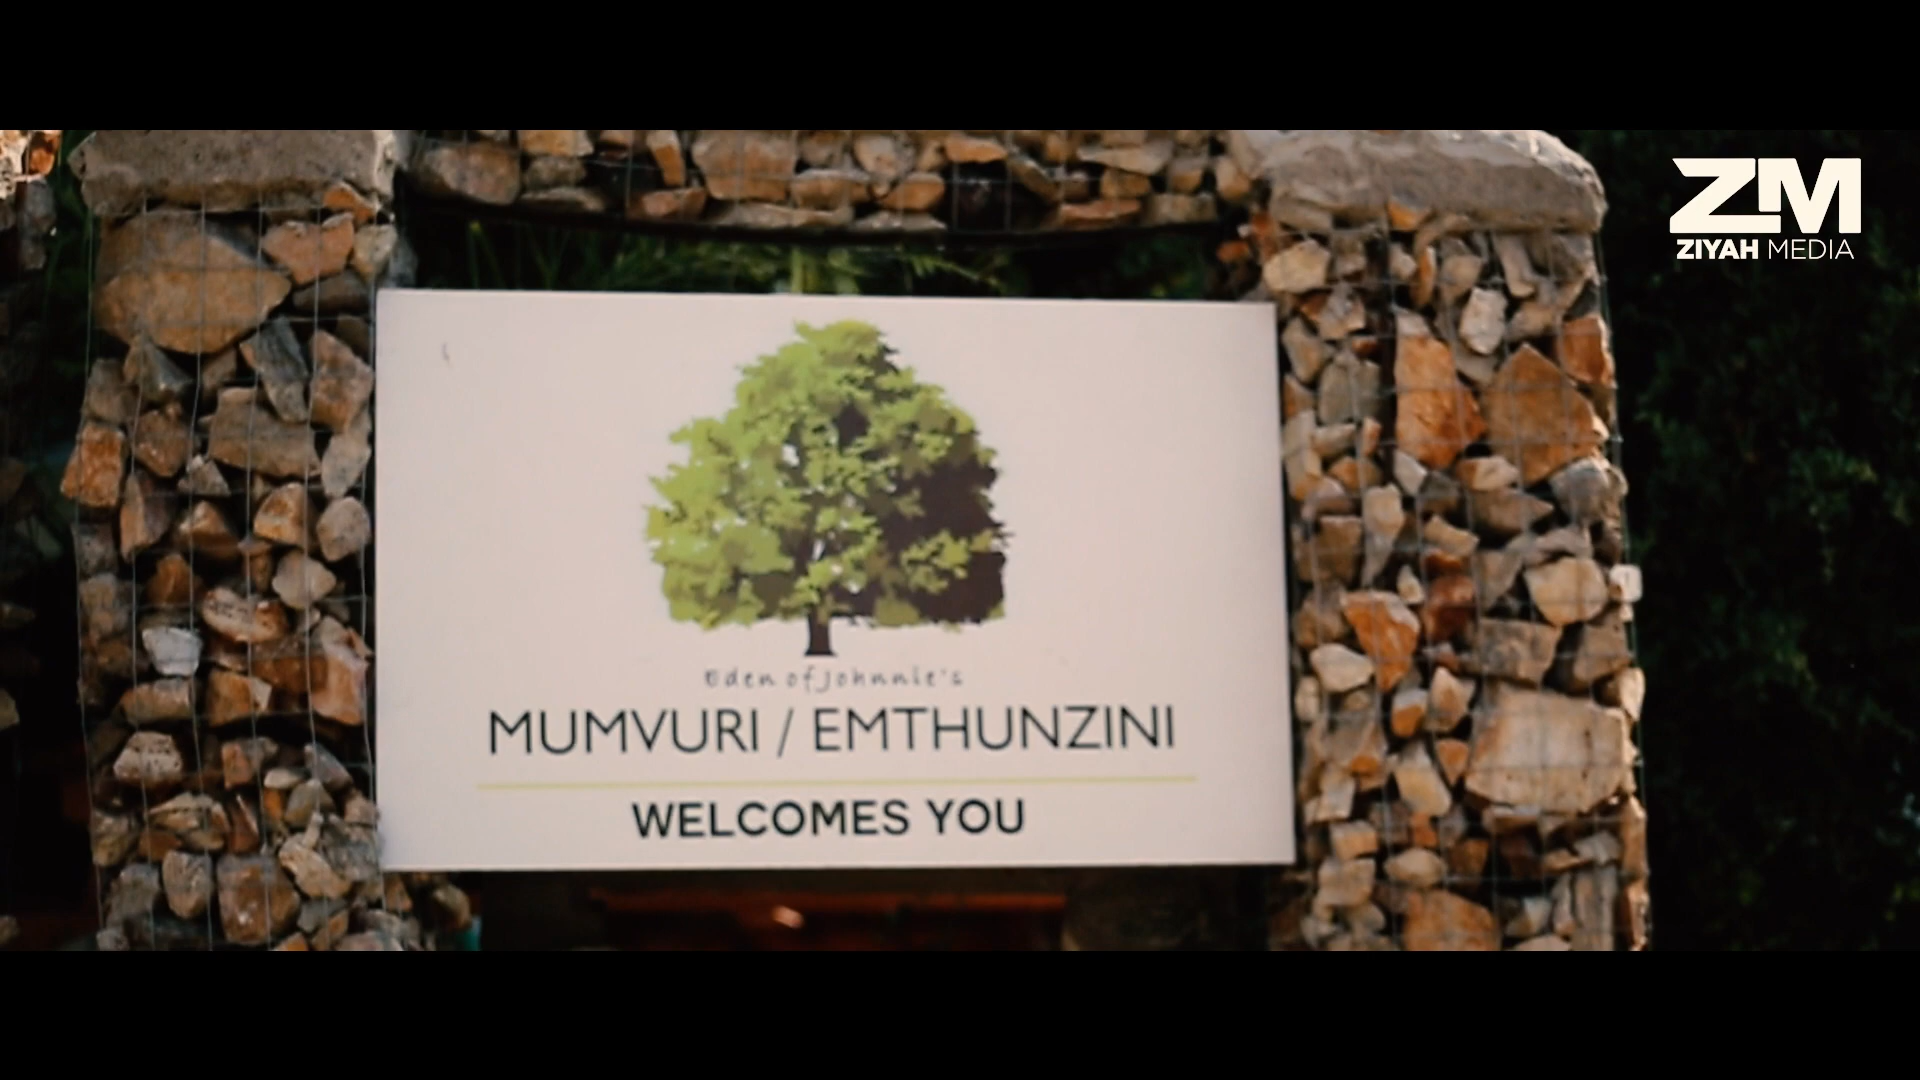 ZM
ZIYAH MEDIA
Eden of Johnnie's
MUMVURI / EMTHUNZINI
WELCOMES YOU